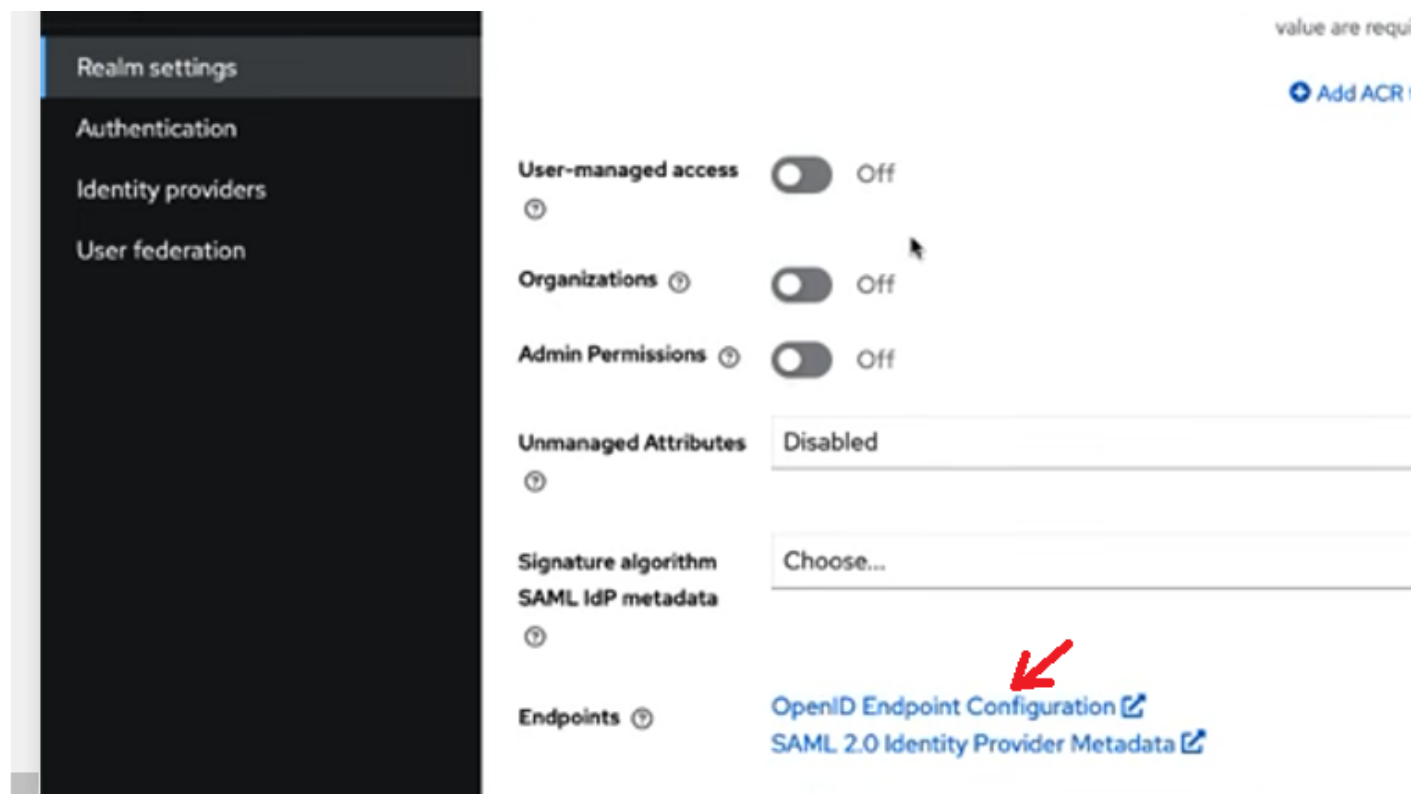 value are requi
Realm settings
Add ACR
Authentication
User-managed access
Off
Identity providers
User federation
Organizations
Off
Admin Permissions
Off
Unmanaged Attributes
Disabled
Signature algorithm
SAML IdP metadata
Choose...
Endpoints
OpenID Endpoint Configuration
SAML 2.0 Identity Provider Metadata